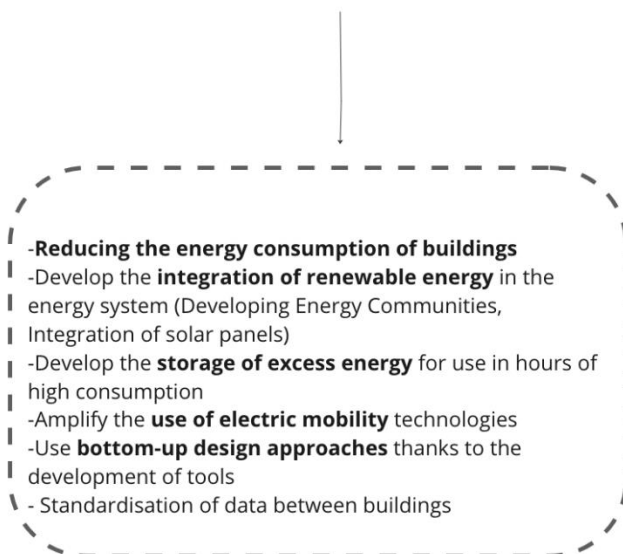 -Reducing the energy consumption of buildings
-Develop the integration of renewable energy in the
energy system (Developing Energy Communities,
Integration of solar panels)
-Develop the storage of excess energy for use in hours of
high consumption
-Amplify the use of electric mobility technologies
-Use bottom-up design approaches thanks to the
development of tools
- Standardisation of data between buildings